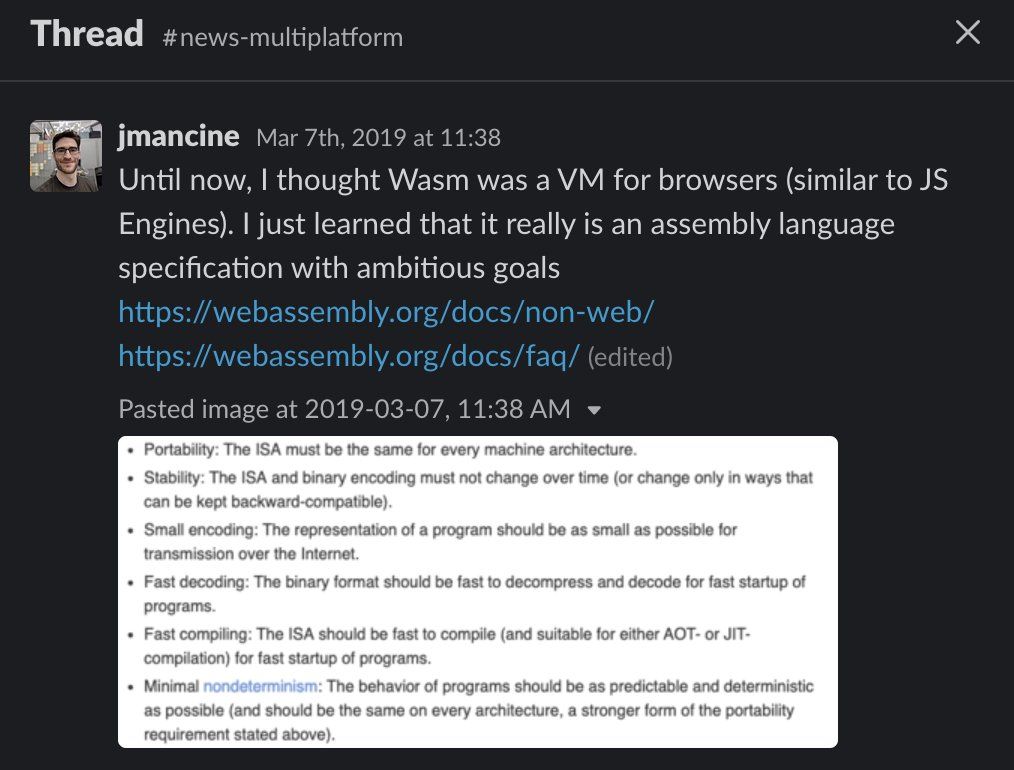 Thread #news-multiplatform
jmancine Mar 7th, 2019 at 11:38
Until now, I thought Wasm was a VM for browsers (similar to JS
Engines). I just learned that it really is an assembly language
specification with ambitious goals
https://webassembly.org/docs/non-web/
https://webassembly.org/docs/faq/ (edited)
Pasted image at 2019-03-07, 11:38 AM
• Portability: The ISA must be the same for every machine architecture.
• Stability: The ISA and binary encoding must not change over time (or change only in ways that
can be kept backward-compatible).
• Small encoding: The representation of a program should be as small as possible for
transmission over the Internet.
• Fast decoding: The binary format should be fast to decompress and decode for fast startup of
programs.
• Fast compiling: The ISA should be fast to compile (and suitable for either AOT- or JIT-
compilation) for fast startup of programs.
• Minimal nondeterminism: The behavior of programs should be as predictable and deterministic
as possible (and should be the same on every architecture, a stronger form of the portability
requirement stated above).